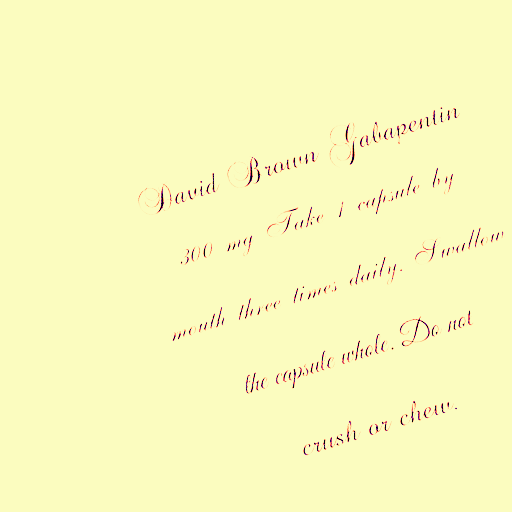 David Brown Gabapentin
300 mg Take 1 capsule by
mouth three times daily. Swallow
the capsule whole. Do not
crush or chew.